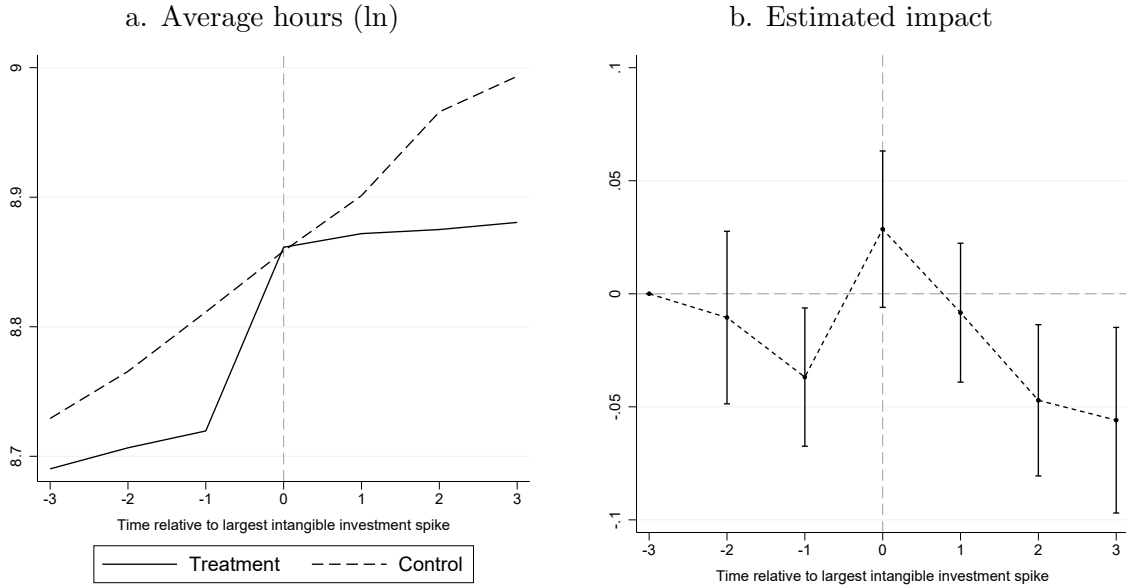 a. Average hours (ln)
9
8.9
8.8
8.7
-3 -2 -1 0 1 2 3
Time relative to largest intangible investment spike
Treatment Control
b. Estimated impact
.1
.05
0
-.05
-.1
-3 -2 -1 0 1 2 3
Time relative to largest intangible investment spike